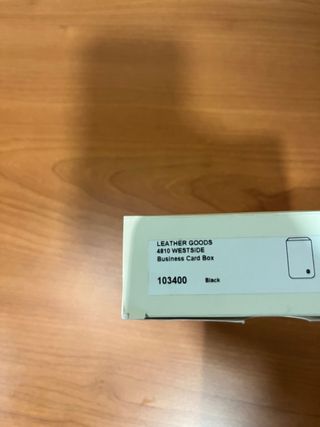 LEATHER GOODS
4810 WESTSIDE
Business Card Box
103400 Black